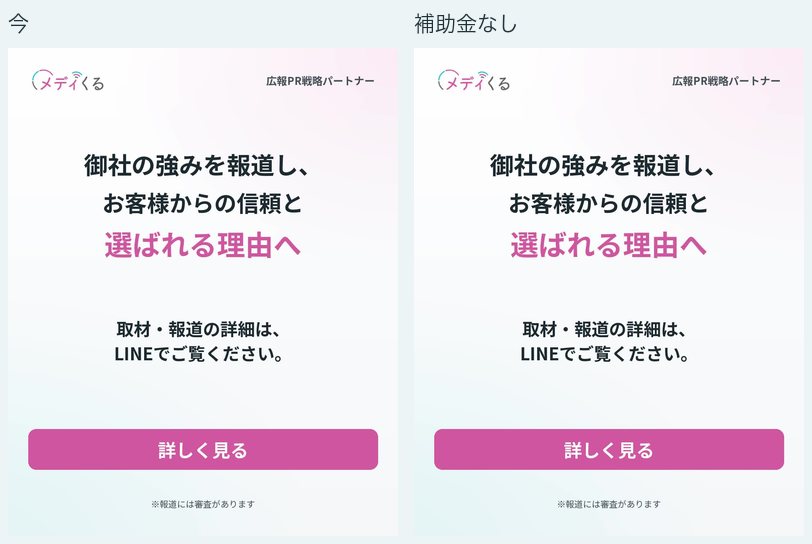 今
メディくる
広報PR戦略パートナー
御社の強みを報道し、
お客様からの信頼と
選ばれる理由へ
取材・報道の詳細は、
LINEでご覧ください。
詳しく見る
※報道には審査があります
補助金なし
メディくる
広報PR戦略パートナー
御社の強みを報道し、
お客様からの信頼と
選ばれる理由へ
取材・報道の詳細は、
LINEでご覧ください。
詳しく見る
※報道には審査があります